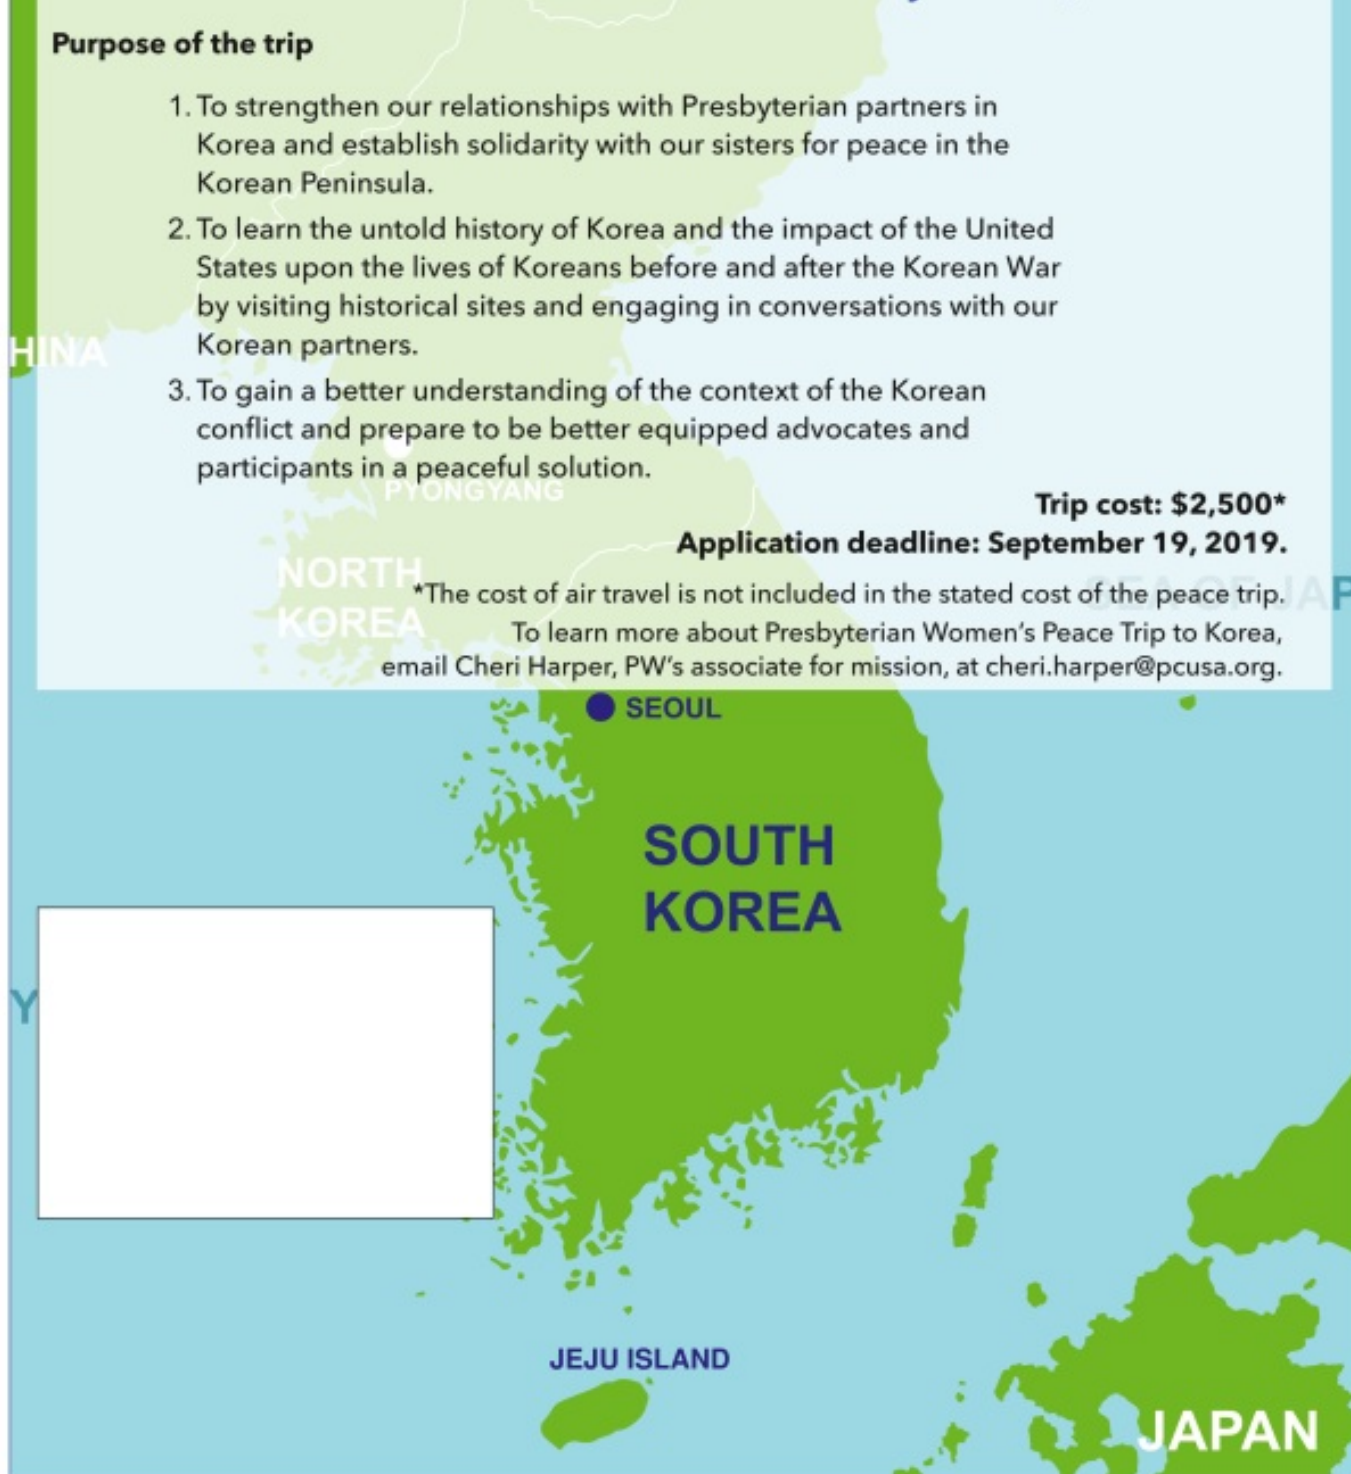 Purpose of the trip
1. To strengthen our relationships with Presbyterian partners in
Korea and establish solidarity with our sisters for peace in the
Korean Peninsula.
2. To learn the untold history of Korea and the impact of the United
States upon the lives of Koreans before and after the Korean War
by visiting historical sites and engaging in conversations with our
Korean partners.
HINA
3. To gain a better understanding of the context of the Korean
conflict and prepare to be better equipped advocates and
participants in a peaceful solution.
PYONGYANG
Trip cost: $2,500*
Application deadline: September 19, 2019.
NORTH
KOREA
*The cost of air travel is not included in the stated cost of the peace trip.
SEA OF JAP
To learn more about Presbyterian Women's Peace Trip to Korea,
email Cheri Harper, PW's associate for mission, at cheri.harper@pcusa.org.
SEOUL
SOUTH
KOREA
Y
JEJU ISLAND
JAPAN